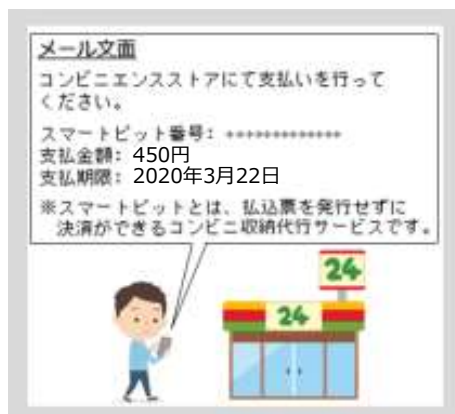 メール文面
コンビニエンスストアにて支払いを行って
ください。
スマートピット番号: *************
支払金額: 450円
支払期限: 2020年3月22日
※スマートピットとは、払込票を発行せずに
決済ができるコンビニ収納代行サービスです。
24
24